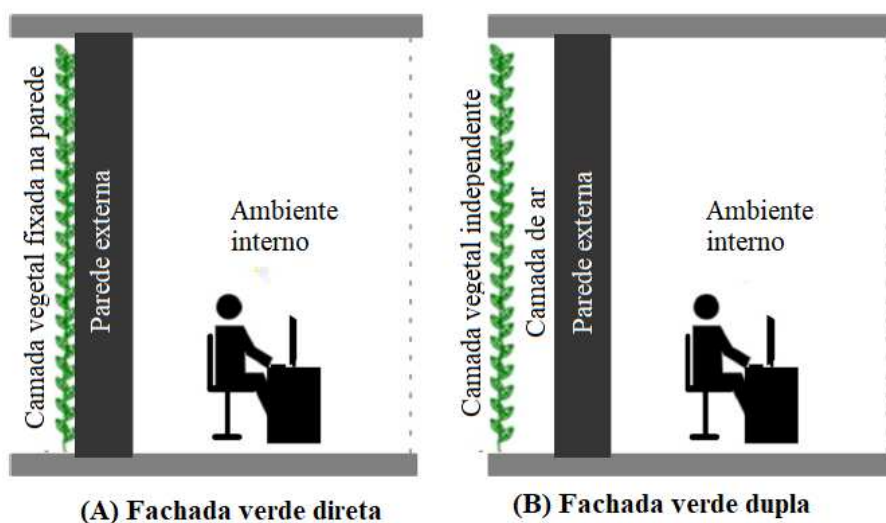 Camada vegetal fixada na parede
Parede externa
Ambiente
interno
(A) Fachada verde direta
Camada vegetal independente
Camada de ar
Parede externa
Ambiente
interno
(B) Fachada verde dupla